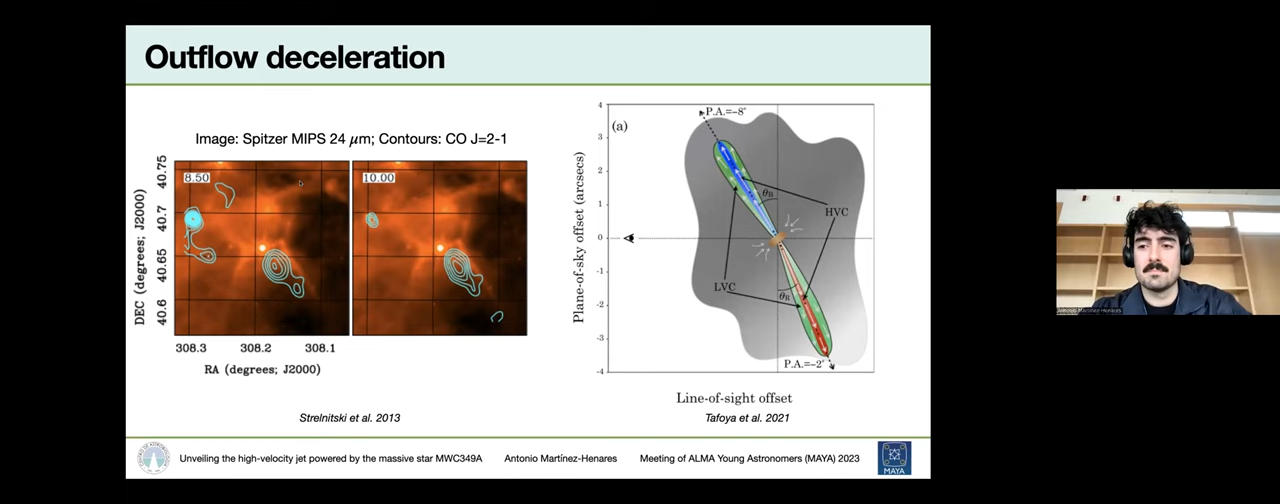 Outflow deceleration
Image: Spitzer MIPS 24 μm; Contours: CO J=2-1
8.50
10.00
40.75
40.7
40.65
40.6
DEC (degrees; J2000)
308.3 308.2 308.1
RA (degrees; J2000)
Strelnitski et al. 2013
(a)
P.A.=-8°
4
3
2
1
0
-1
-2
-3
-4
Plane-of-sky offset (arcsecs)
θB
HVC
LVC
θR
P.A.=-2°
Line-of-sight offset
Tafoya et al. 2021
Unveiling the high-velocity jet powered by the massive star MWC349A Antonio Martínez-Henares Meeting of ALMA Young Astronomers (MAYA) 2023
MAYA
Antonio Martínez-Henares